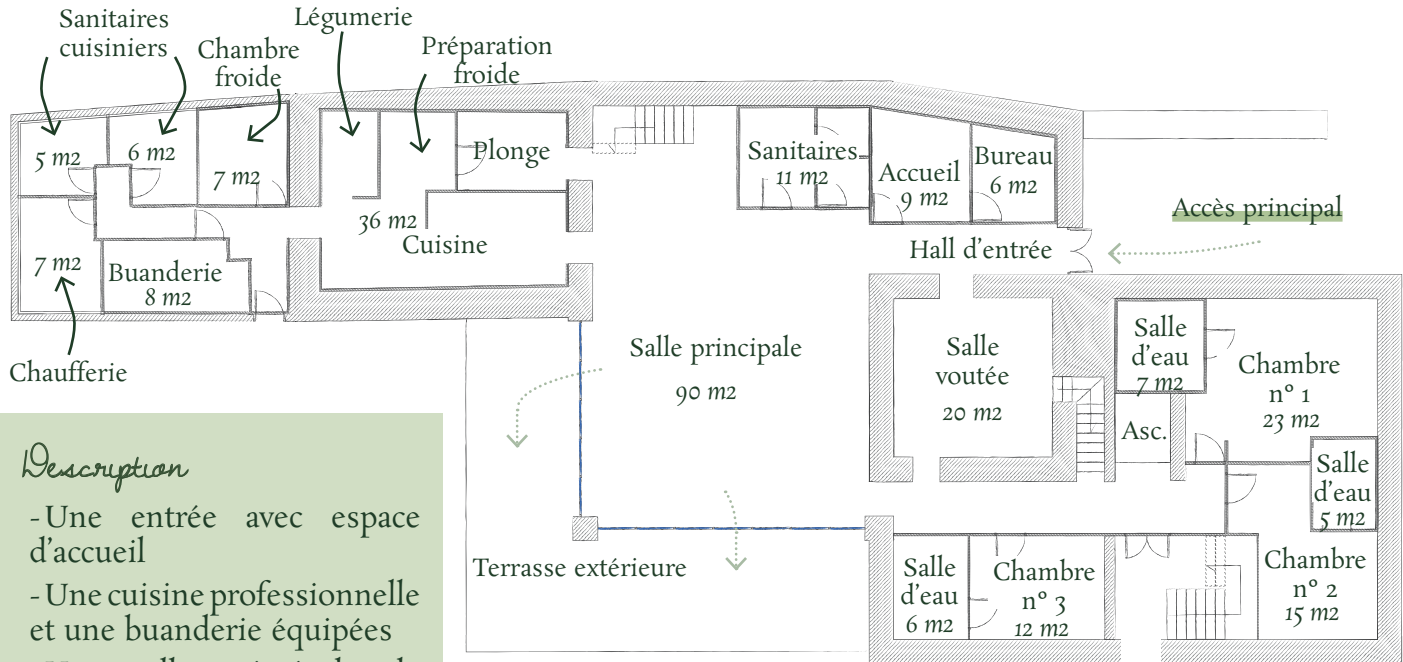 Sanitaires
cuisiniers
Chambre
froide
Légumerie
Préparation
froide
5 m2
6 m2
7 m2
Plonge
36 m2
Cuisine
7 m2
Buanderie
8 m2
Chaufferie
Sanitaires
11 m2
Accueil
9 m2
Bureau
6 m2
Accès principal
Hall d'entrée
Salle principale
90 m2
Salle
voutée
20 m2
Salle
d'eau
7 m2
Asc.
Chambre
n° 1
23 m2
Salle
d'eau
5 m2
Terrasse extérieure
Salle
d'eau
6 m2
Chambre
n° 3
12 m2
Chambre
n° 2
15 m2
Description
- Une entrée avec espace
d'accueil
- Une cuisine professionnelle
et une buanderie équipées